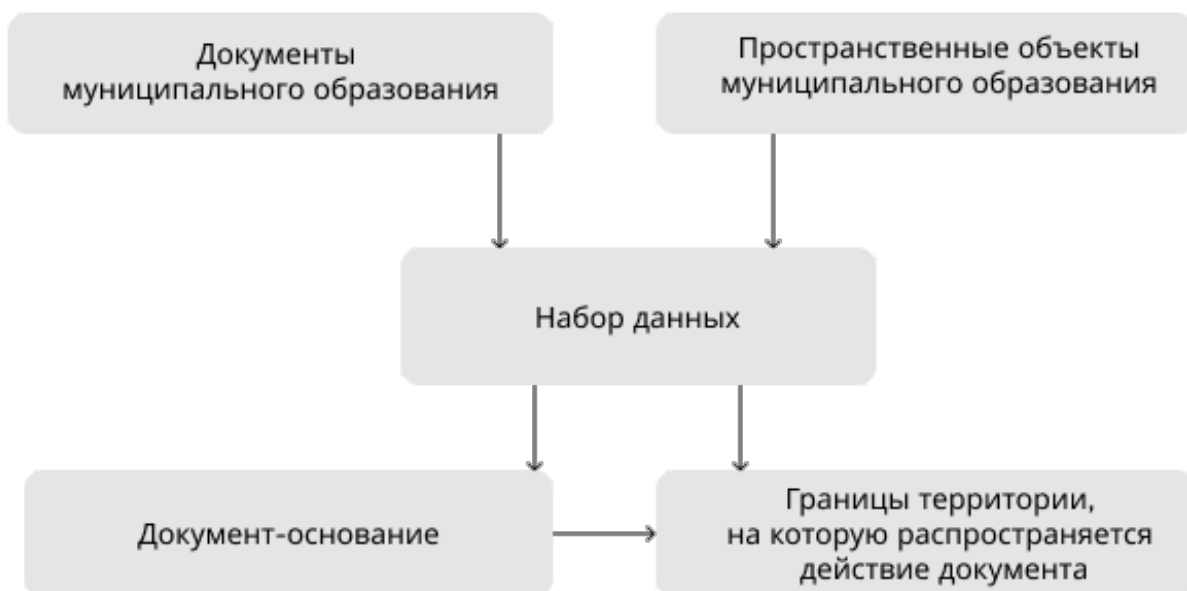 Документы
муниципального образования
Пространственные объекты
муниципального образования
Набор данных
Документ-основание
Границы территории,
на которую распространяется
действие документа